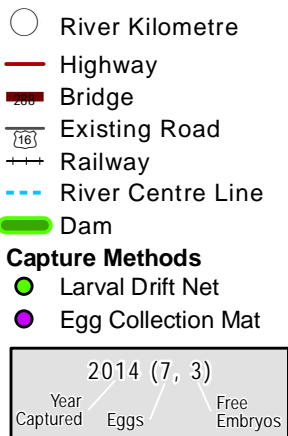 River Kilometre
Highway
288
Bridge
Existing Road
16
Railway
River Centre Line
Dam
Capture Methods
Larval Drift Net
Egg Collection Mat
2014 (7, 3)
Year Captured
Eggs
Free Embryos